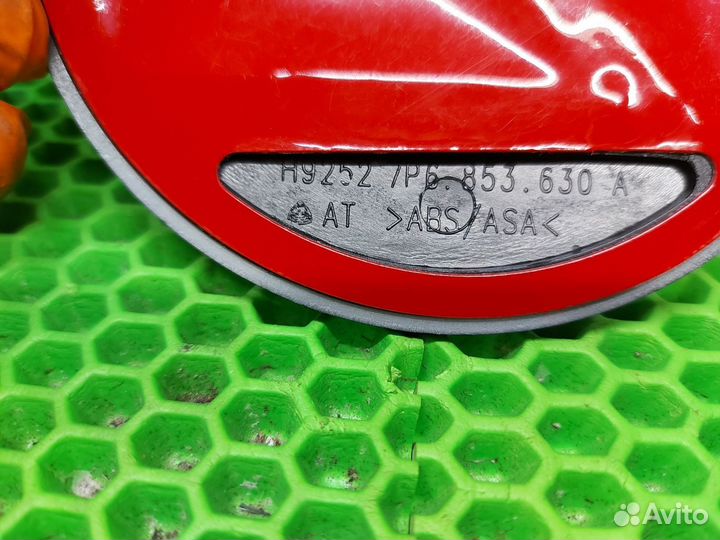 H9252 7P6.853.630 A
AT >ABS/ASA<
Avito